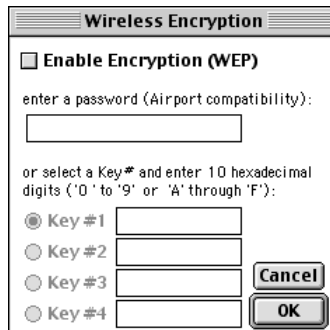 Wireless Encryption
Enable Encryption (WEP)
enter a password (Airport compatibility):
or select a Key# and enter 10 hexadecimal
digits ('0 ' to '9' or 'A' through 'F'):
Key #1
Key #2
Key #3
Cancel
Key #4
OK